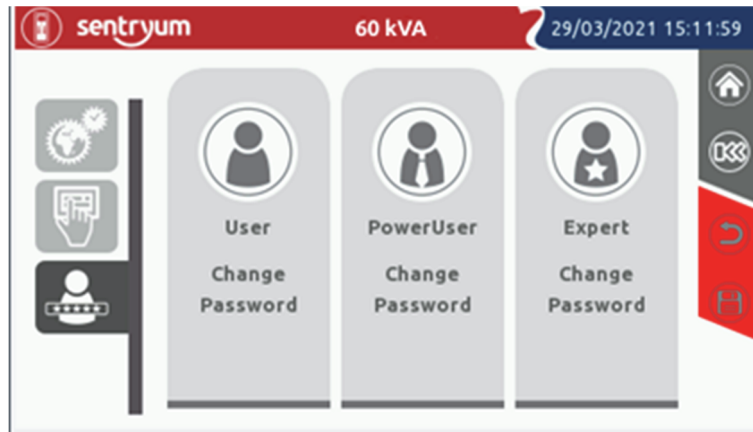 sentryum 60 kVA 29/03/2021 15:11:59
User PowerUser Expert
Change Change Change
Password Password Password